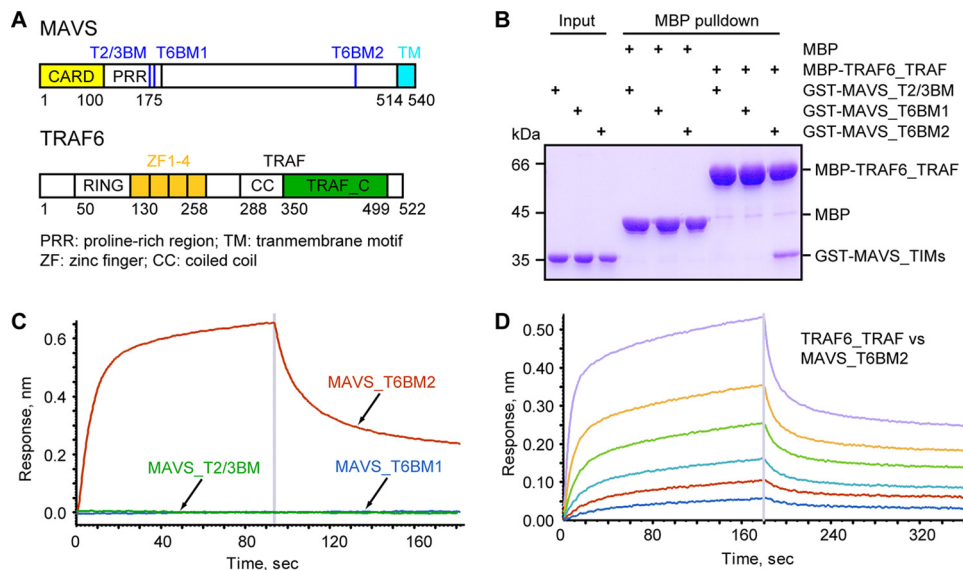 A
MAVS
T2/3BM T6BM1 T6BM2 TM
CARD PRR
1 100 175 514 540
TRAF6
ZF1-4 TRAF
RING CC TRAF_C
1 50 130 258 288 350 499 522
PRR: proline-rich region; TM: tranmembrane motif
ZF: zinc finger; CC: coiled coil
B
Input MBP pulldown
+ + + MBP
+ + + MBP-TRAF6_TRAF
+ + + GST-MAVS_T2/3BM
+ + + GST-MAVS_T6BM1
+ + + GST-MAVS_T6BM2
kDa
66 MBP-TRAF6_TRAF
45 MBP
35 GST-MAVS_TIMs
C
Response, nm
0.6
0.4
0.2
0.0
MAVS_T6BM2
MAVS_T2/3BM
MAVS_T6BM1
0 40 80 120 160
Time, sec
D
TRAF6_TRAF vs
MAVS_T6BM2
Response, nm
0.50
0.40
0.30
0.20
0.10
0.00
0 80 160 240 320
Time, sec